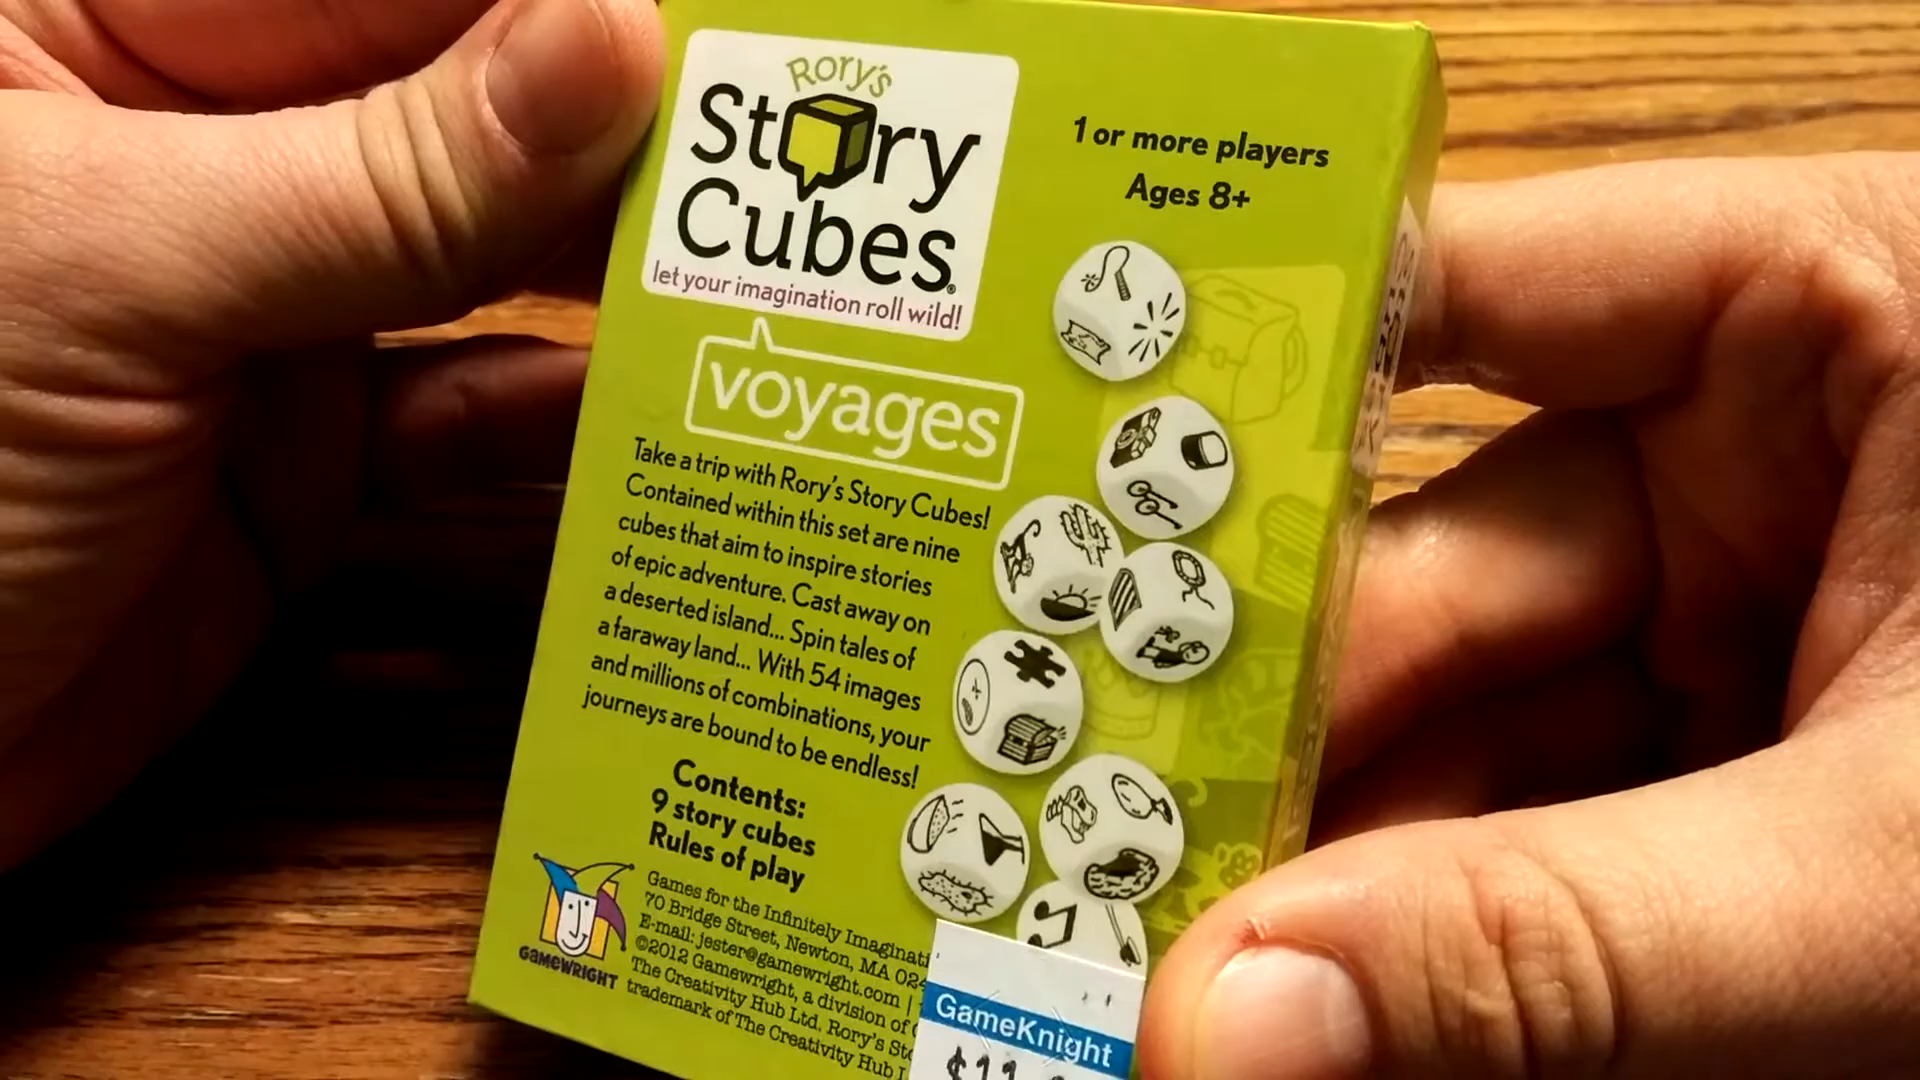 Rory's
Story
Cubes®
let your imagination roll wild!
voyages
1 or more players
Ages 8+
Take a trip with Rory's Story Cubes!
Contained within this set are nine
cubes that aim to inspire stories
of epic adventure. Cast away on
a deserted island... Spin tales of
a faraway land... With 54 images
and millions of combinations, your
journeys are bound to be endless!
Contents:
9 story cubes
Rules of play
GAMEWRIGHT
Games for the Infinitely
70 Bridge Street, Newton, MA
E-mail: jester@gamewright.com |
©2012 Gamewright, a division of
The Creativity Hub Ltd. Rory's
trademark of The Creativity Hub
GameKnight